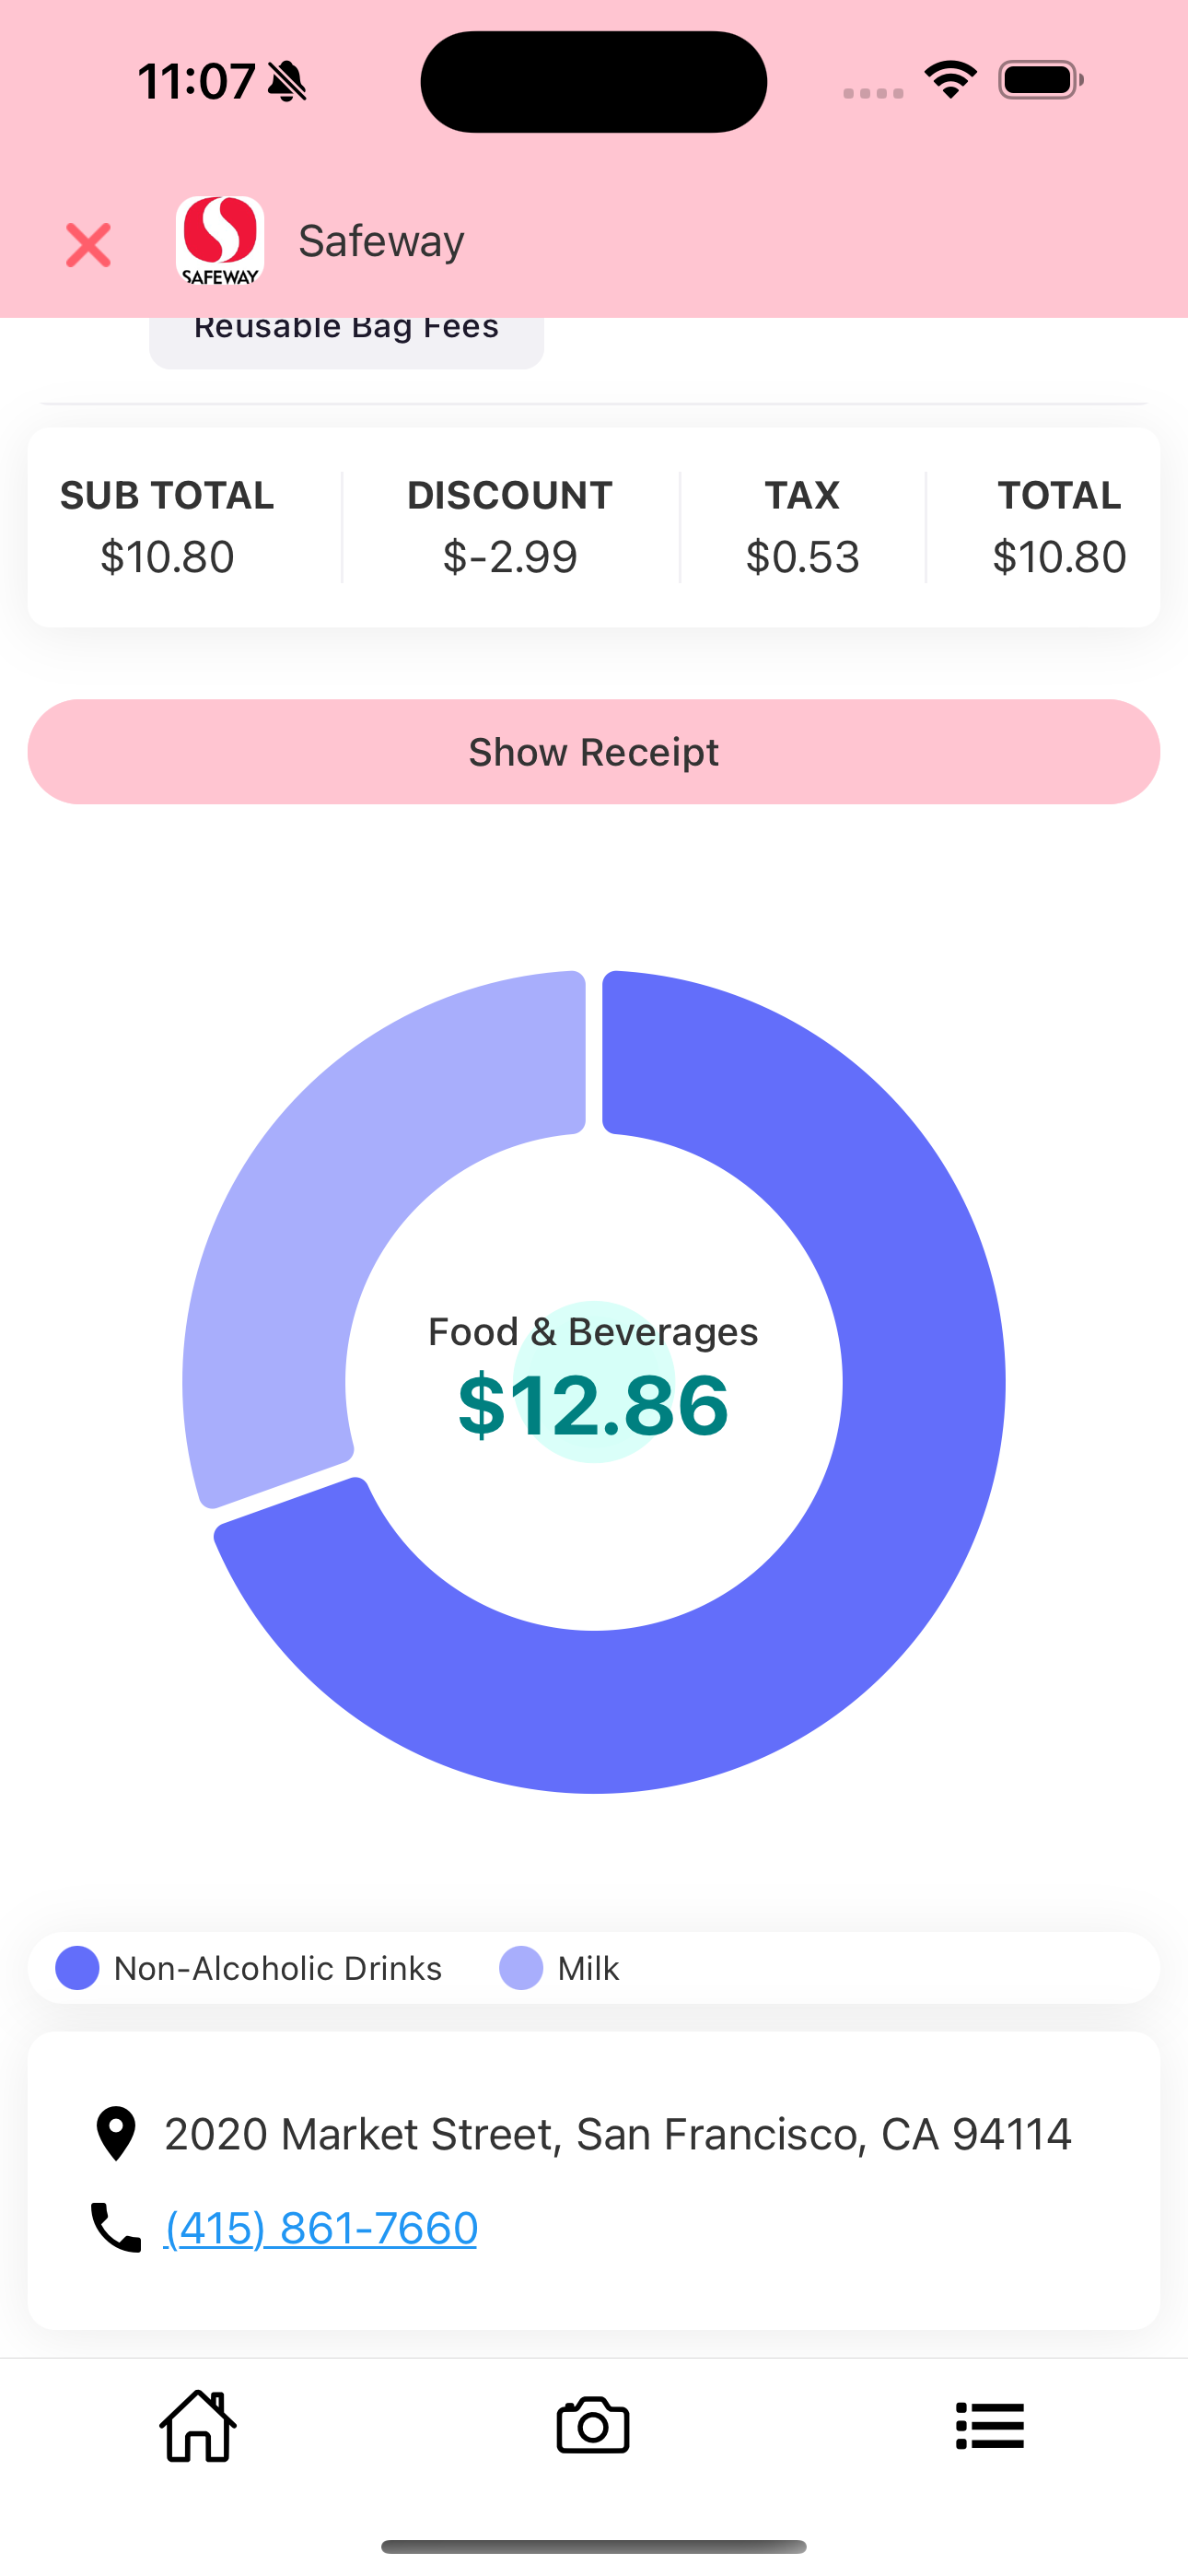 11:07
SAFEWAY
Safeway
Reusable Bag Fees
SUB TOTAL DISCOUNT TAX TOTAL
$10.80 $-2.99 $0.53 $10.80
Show Receipt
Food & Beverages
$12.86
Non-Alcoholic Drinks Milk
2020 Market Street, San Francisco, CA 94114
(415) 861-7660